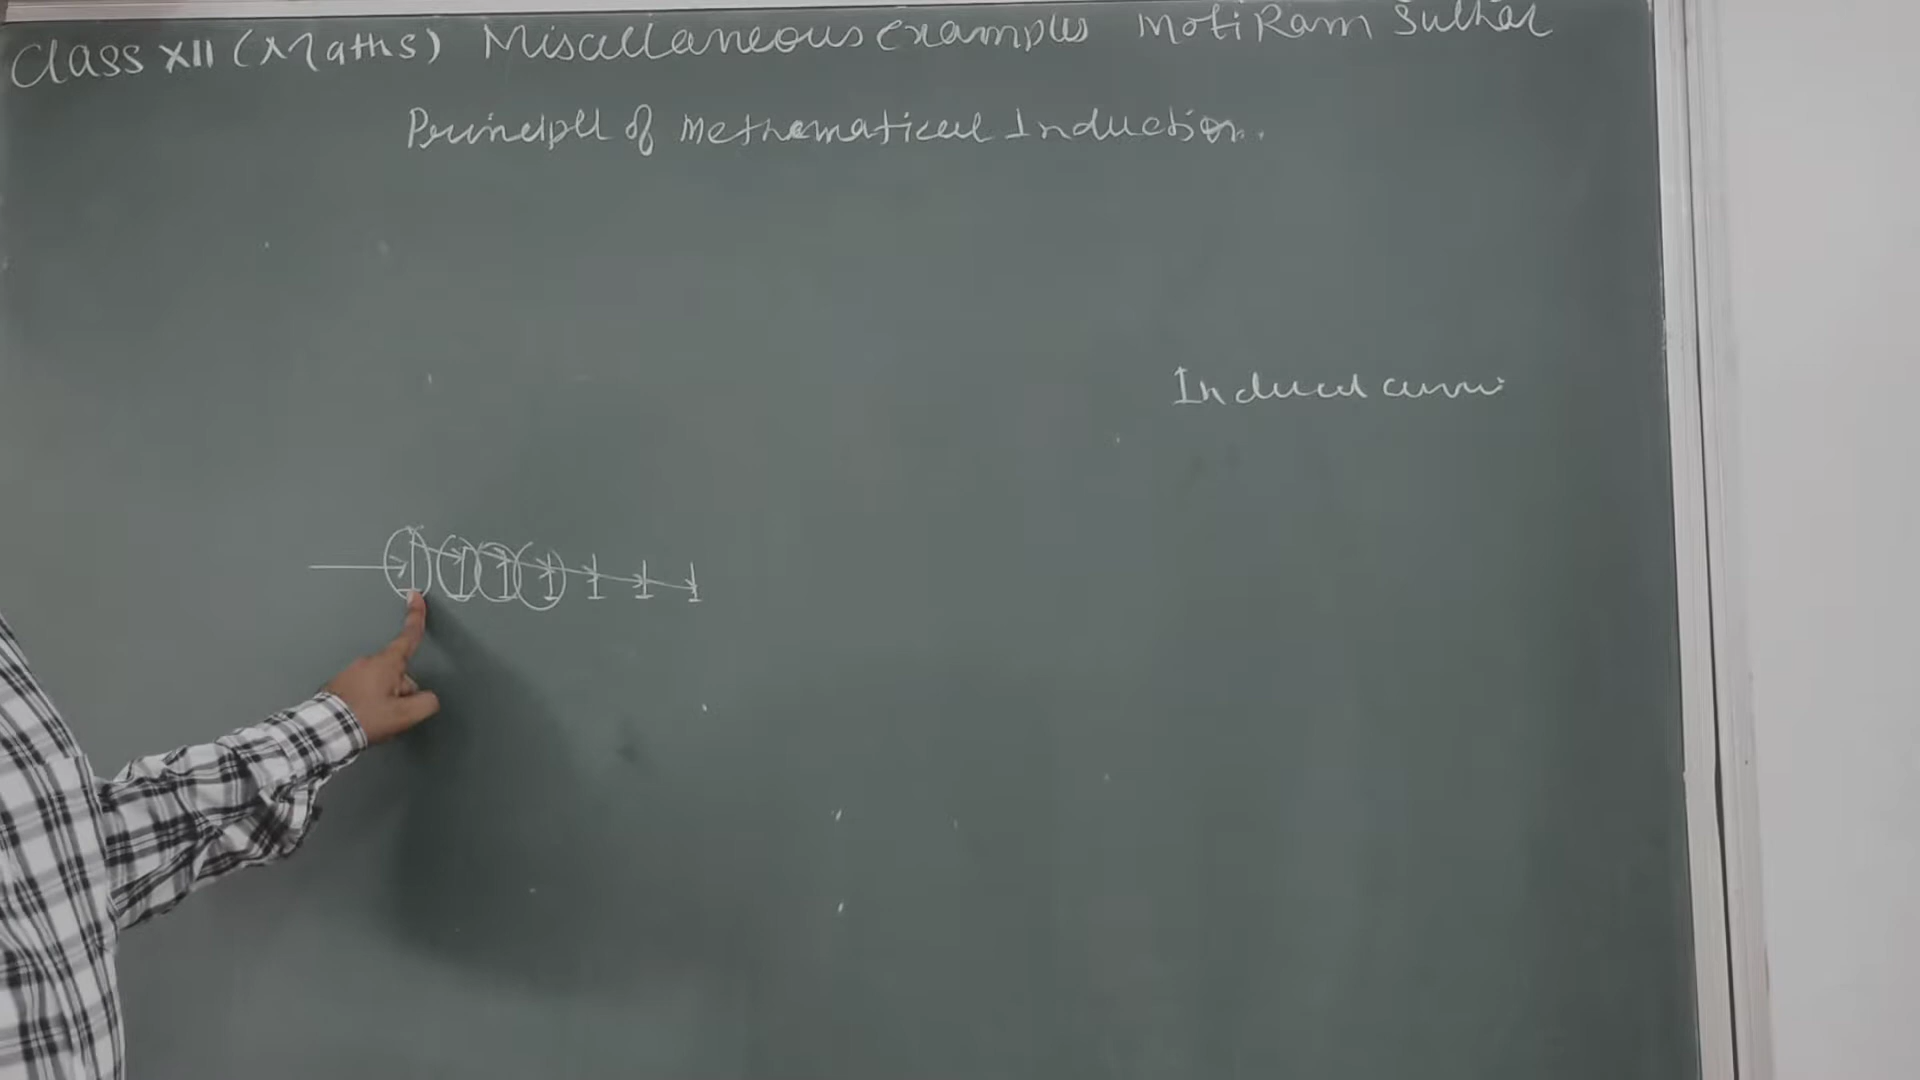 Class XII (Maths) Miscellaneous examples Moti Ram Suthar
Principle of Methematical Induction.
Induced